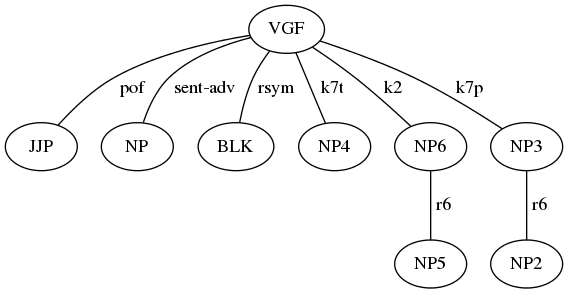 VGF
pof sent-adv rsym k7t k2 k7p
JJP NP BLK NP4 NP6 NP3
r6 r6
NP5 NP2